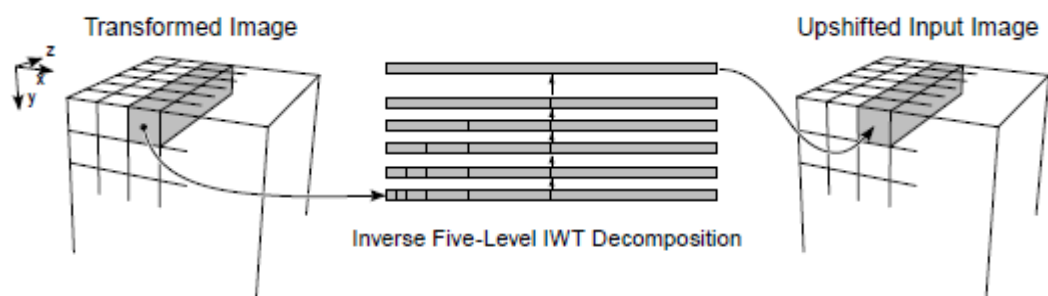 Transformed Image
Upshifted Input Image
z
x
y
Inverse Five-Level IWT Decomposition